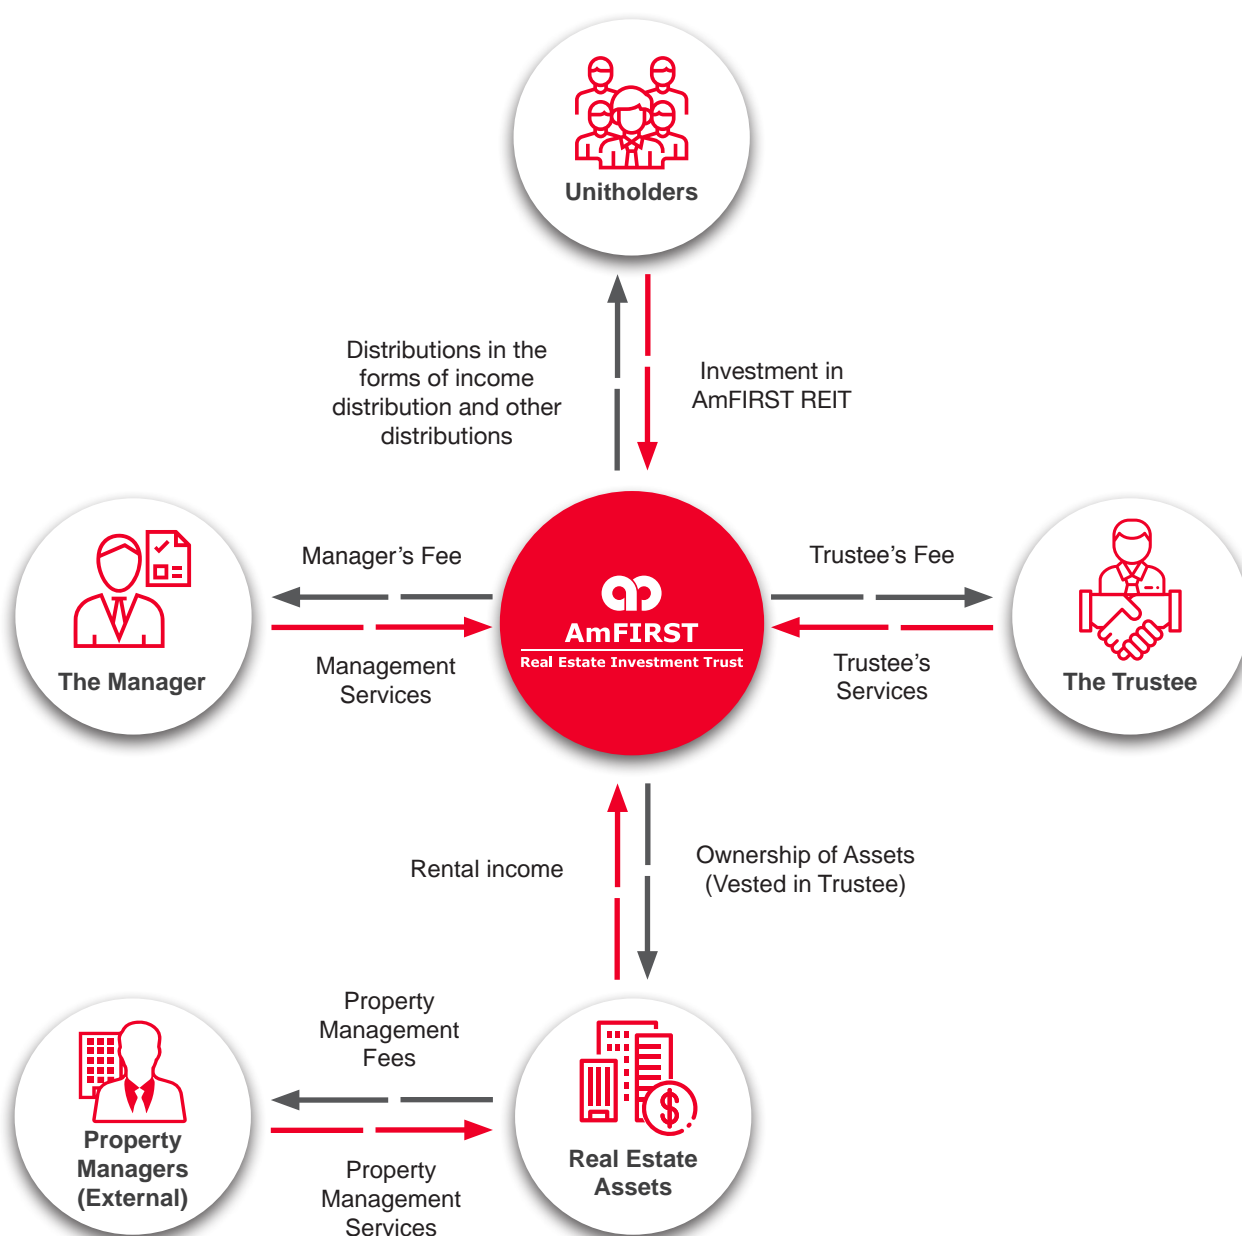 Unitholders
Distributions in the
forms of income
distribution and other
distributions
Investment in
AmFIRST REIT
Manager's Fee
Management
Services
The Manager
AmFIRST
Real Estate Investment Trust
Trustee's Fee
Trustee's
Services
The Trustee
Rental income
Ownership of Assets
(Vested in Trustee)
Property
Management
Fees
Property
Managers
(External)
Property
Management
Services
$
Real Estate
Assets